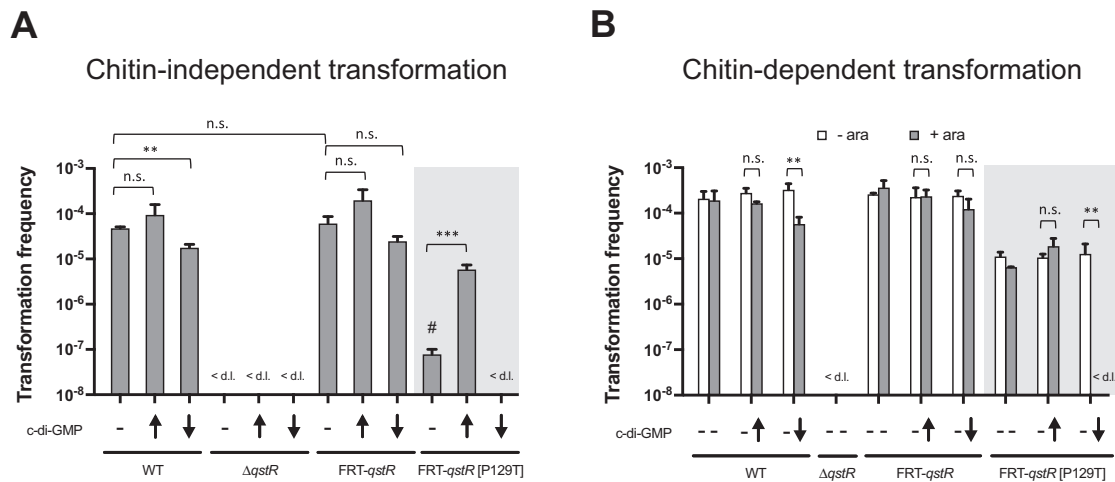 A
Chitin-independent transformation
Transformation frequency
10-3
10-4
10-5
10-6
10-7
10-8
n.s.
**
n.s.
n.s.
n.s.
***
#
< d.l. < d.l. < d.l.
< d.l.
c-di-GMP - - - -
WT ΔqstR FRT-qstR FRT-qstR [P129T]
B
Chitin-dependent transformation
- ara + ara
Transformation frequency
10-3
10-4
10-5
10-6
10-7
10-8
n.s. ** n.s. n.s.
n.s. **
< d.l.
< d.l.
c-di-GMP - - - - - - - - - - - - - -
WT ΔqstR FRT-qstR FRT-qstR [P129T]